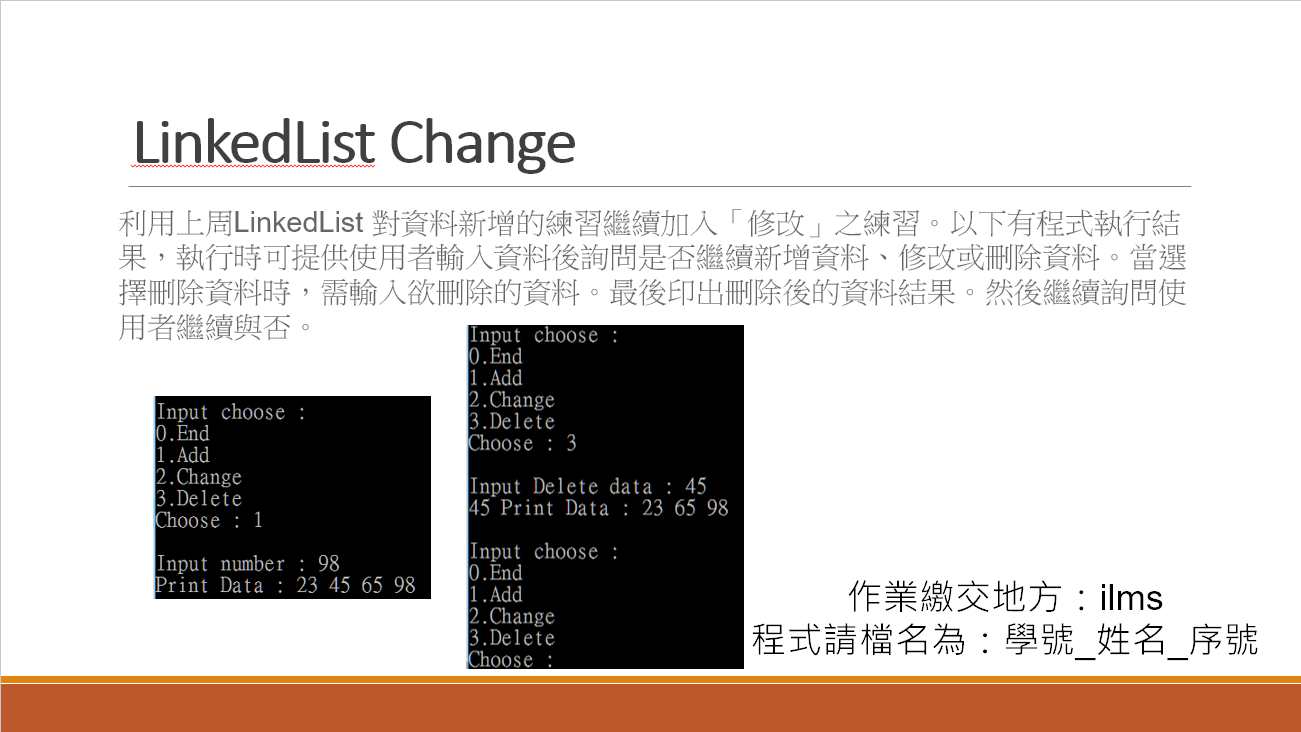 LinkedList Change
利用上周LinkedList 對資料新增的練習繼續加入「修改」之練習。以下有程式執行結
果，執行時可提供使用者輸入資料後詢問是否繼續新增資料、修改或刪除資料。當選
擇刪除資料時，需輸入欲刪除的資料。最後印出刪除後的資料結果。然後繼續詢問使
用者繼續與否。
Input choose :
0.End
1.Add
2.Change
3.Delete
Choose : 1
Input number : 98
Print Data : 23 45 65 98
Input choose :
0.End
1.Add
2.Change
3.Delete
Choose : 3
Input Delete data : 45
45 Print Data : 23 65 98
Input choose :
0.End
1.Add
2.Change
3.Delete
Choose :
作業繳交地方：ilms
程式請檔名為：學號_姓名_序號